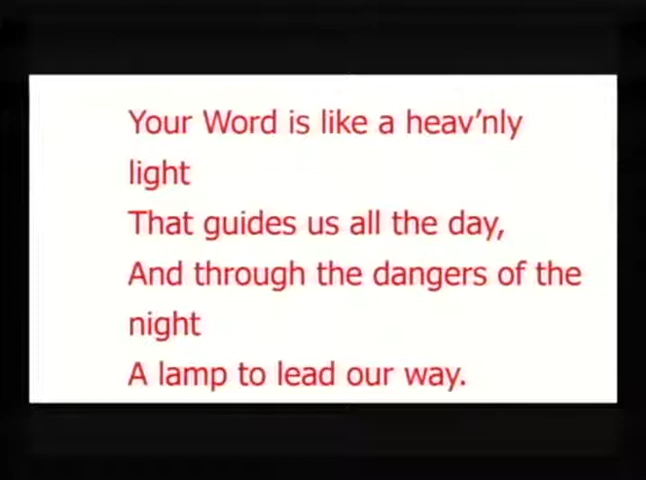 Your Word is like a heav’nly
light
That guides us all the day,
And through the dangers of the
night
A lamp to lead our way.